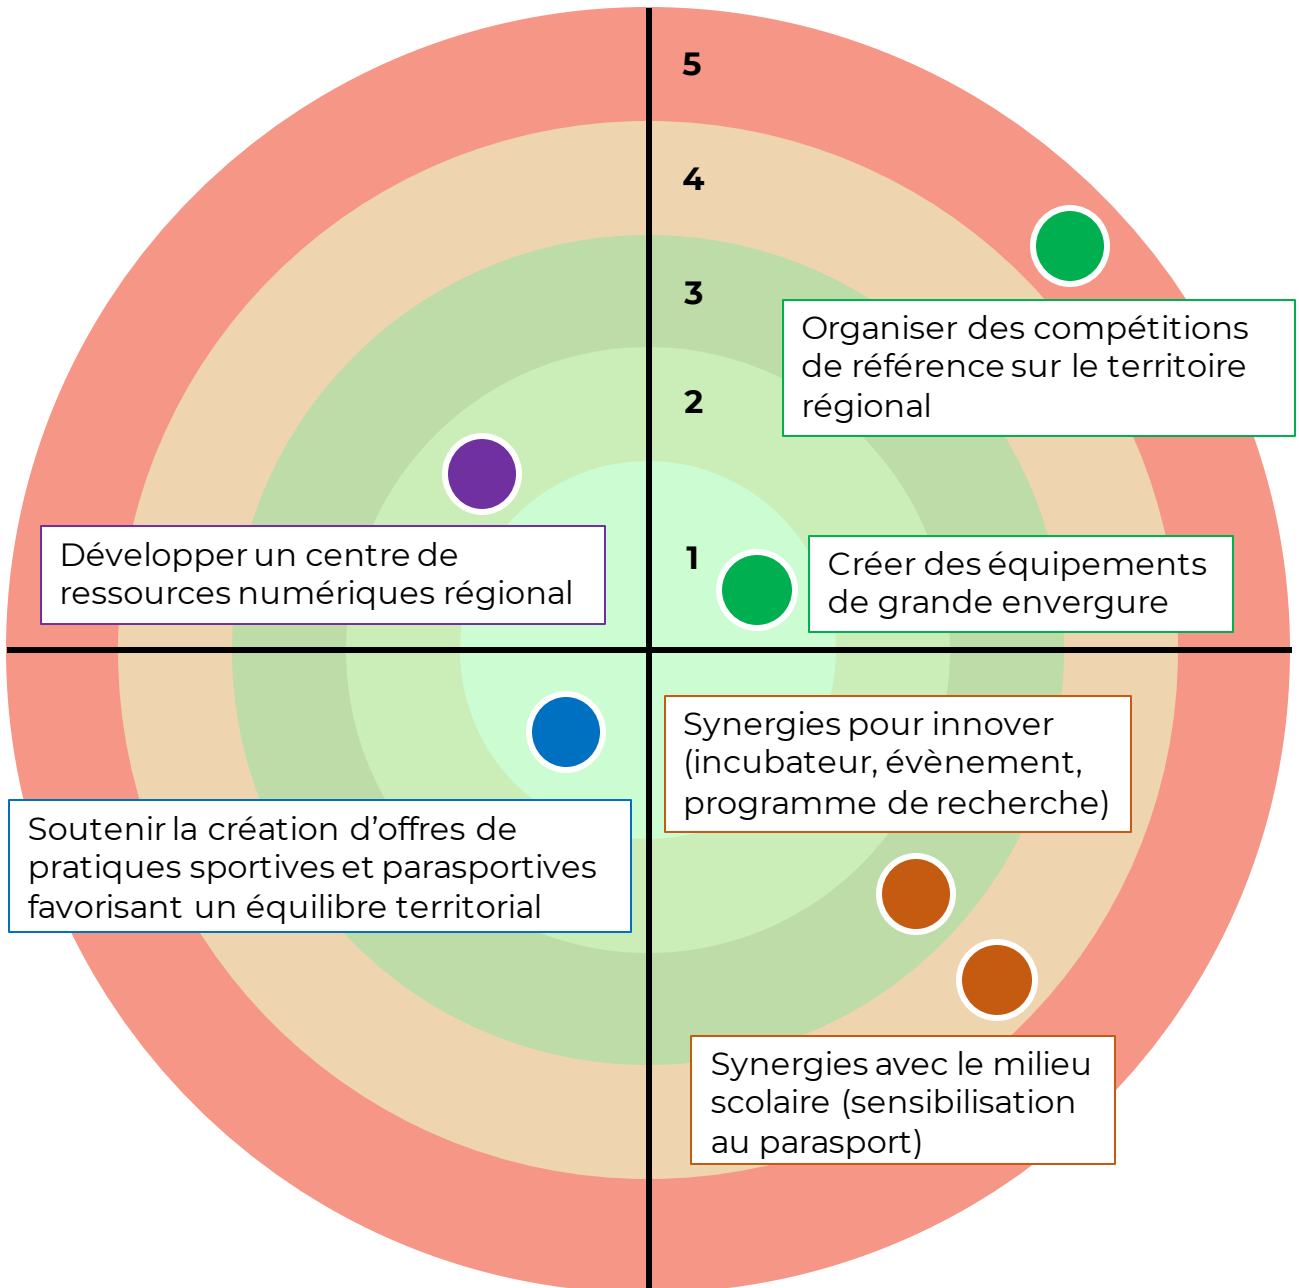 5
4
3
Organiser des compétitions
de référence sur le territoire
régional
2
1
Développer un centre de
ressources numériques régional
Créer des équipements
de grande envergure
Synergies pour innover
(incubateur, évènement,
programme de recherche)
Soutenir la création d’offres de
pratiques sportives et parasportives
favorisant un équilibre territorial
Synergies avec le milieu
scolaire (sensibilisation
au parasport)